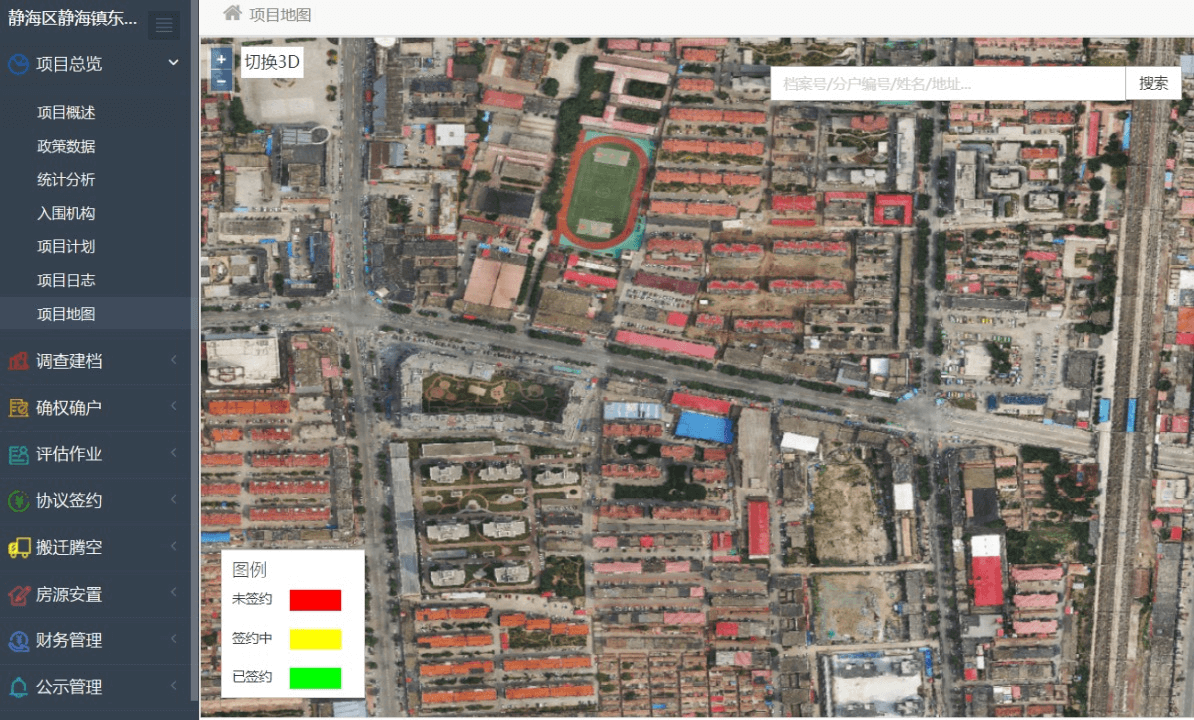 静海区静海镇东...
项目总览
项目概述
政策数据
统计分析
入围机构
项目计划
项目日志
项目地图
调查建档
确权确户
评估作业
协议签约
搬迁腾空
房源安置
财务管理
公示管理
项目地图
+
−
切换3D
档案号/分户编号/姓名/地址...
搜索
图例
未签约
签约中
已签约